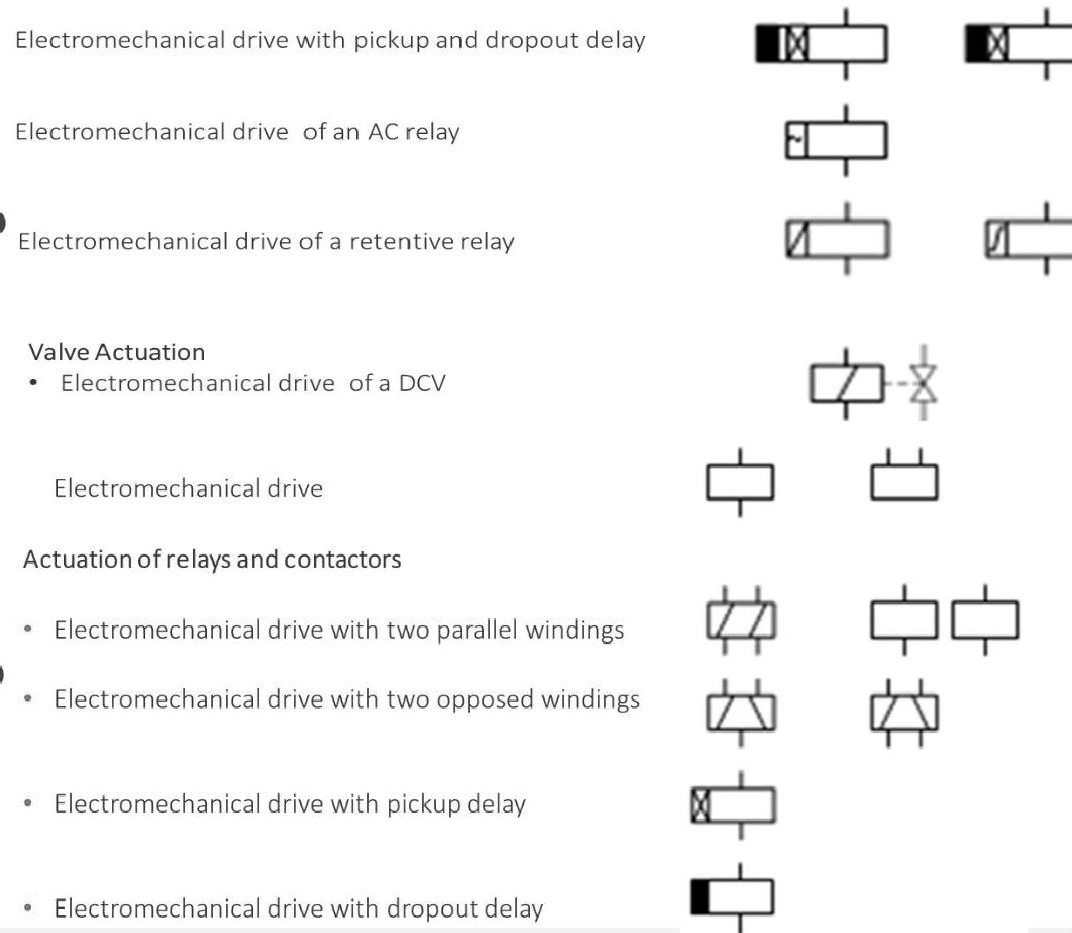 Electromechanical drive with pickup and dropout delay
Electromechanical drive of an AC relay
Electromechanical drive of a retentive relay
Valve Actuation
• Electromechanical drive of a DCV
Electromechanical drive
Actuation of relays and contactors
• Electromechanical drive with two parallel windings
• Electromechanical drive with two opposed windings
• Electromechanical drive with pickup delay
• Electromechanical drive with dropout delay